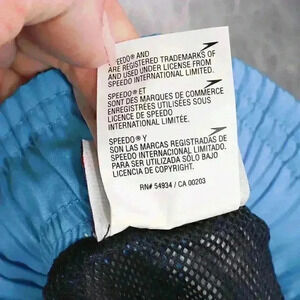 SPEEDO® AND
ARE REGISTERED TRADEMARKS OF
AND USED UNDER LICENSE FROM
SPEEDO INTERNATIONAL LIMITED.
SPEEDO® ET
SONT DES MARQUES DE COMMERCE
ENREGISTREES UTILISÉES SOUS
LICENCE DE SPEEDO
INTERNATIONAL LIMITÉE.
SPEEDO® Y
SON LAS MARCAS REGISTRADAS DE
SPEEDO INTERNATIONAL LIMITADO.
PARA SER UTILIZADA SÓLO BAJO
LICENCIA DE COPYRIGHT.
RN# 54934 / CA 00203